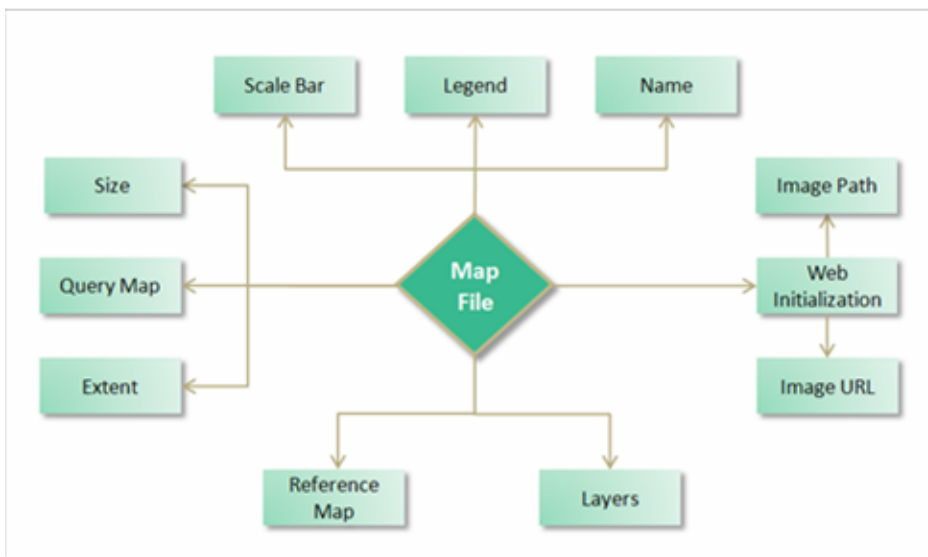 Scale Bar
Legend
Name
Size
Image Path
Query Map
Map
File
Web
Initialization
Extent
Image URL
Reference
Map
Layers